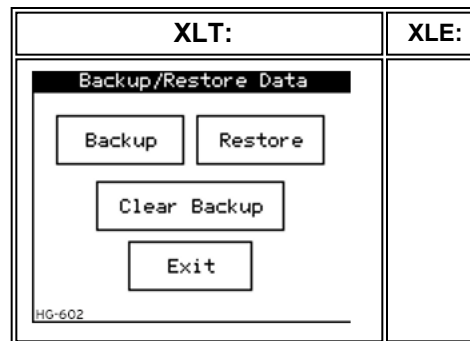 XLT: XLE:
Backup/Restore Data
Backup Restore
Clear Backup
Exit
HG-602